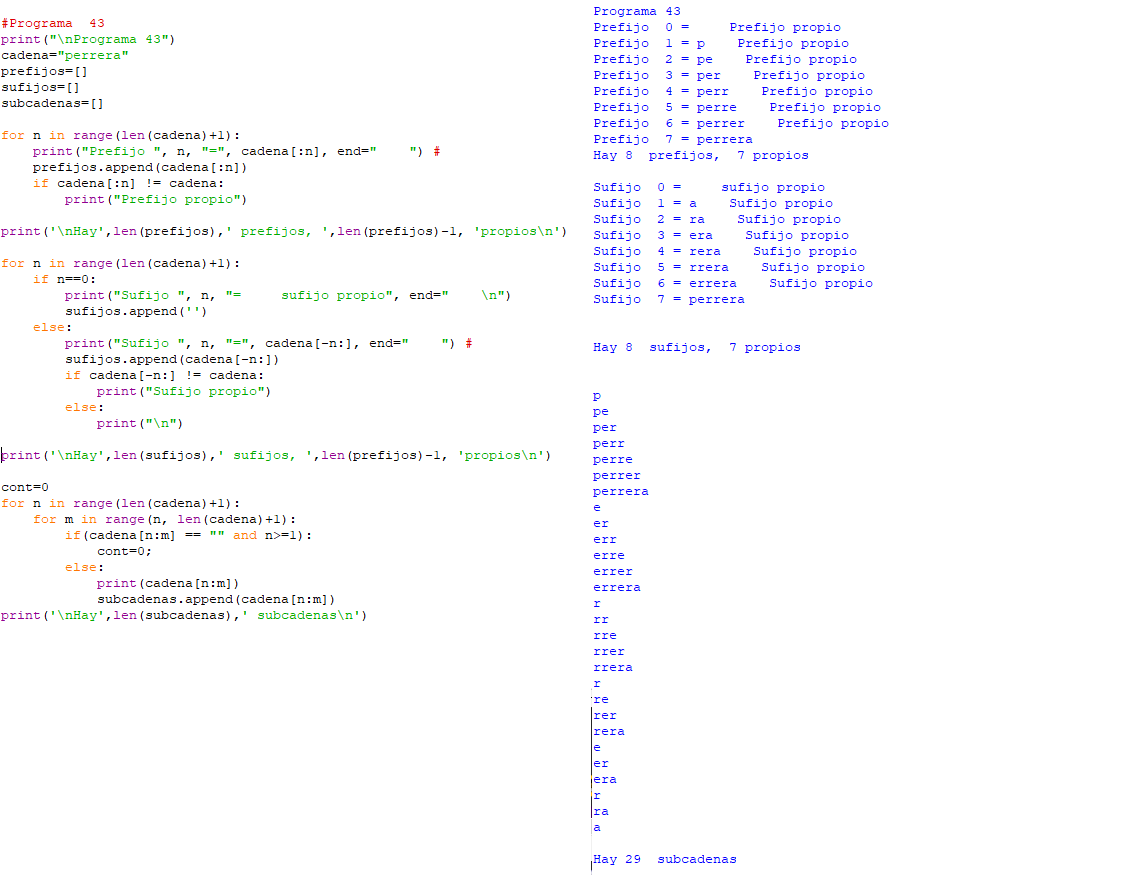 #Programa  43
print("\nPrograma 43")
cadena="perrera"
prefijos=[]
sufijos=[]
subcadenas=[]
for n in range(len(cadena)+1):
    print("Prefijo ", n, "=", cadena[:n], end="    ") #
    prefijos.append(cadena[:n])
    if cadena[:n] != cadena:
        print("Prefijo propio")
print('\nHay',len(prefijos),' prefijos, ',len(prefijos)-1, 'propios\n')
for n in range(len(cadena)+1):
    if n==0:
        print("Sufijo ", n, "=     sufijo propio", end="    \n")
        sufijos.append('')
    else:
        print("Sufijo ", n, "=", cadena[-n:], end="    ") #
        sufijos.append(cadena[-n:])
        if cadena[-n:] != cadena:
            print("Sufijo propio")
        else:
            print("\n")
print('\nHay',len(sufijos),' sufijos, ',len(prefijos)-1, 'propios\n')
cont=0
for n in range(len(cadena)+1):
    for m in range(n, len(cadena)+1):
        if(cadena[n:m] == "" and n>=1):
            cont=0;
        else:
            print(cadena[n:m])
            subcadenas.append(cadena[n:m])
print('\nHay',len(subcadenas),' subcadenas\n')
Programa 43
Prefijo  0 =     Prefijo propio
Prefijo  1 = p    Prefijo propio
Prefijo  2 = pe    Prefijo propio
Prefijo  3 = per    Prefijo propio
Prefijo  4 = perr    Prefijo propio
Prefijo  5 = perre    Prefijo propio
Prefijo  6 = perrer    Prefijo propio
Prefijo  7 = perrera
Hay 8  prefijos,  7 propios
Sufijo  0 =     sufijo propio
Sufijo  1 = a    Sufijo propio
Sufijo  2 = ra    Sufijo propio
Sufijo  3 = era    Sufijo propio
Sufijo  4 = rera    Sufijo propio
Sufijo  5 = rrera    Sufijo propio
Sufijo  6 = errera    Sufijo propio
Sufijo  7 = perrera
Hay 8  sufijos,  7 propios
p
pe
per
perr
perre
perrer
perrera
e
er
err
erre
errer
errera
r
rr
rre
rrer
rrera
r
re
rer
rera
e
er
era
r
ra
a
Hay 29  subcadenas